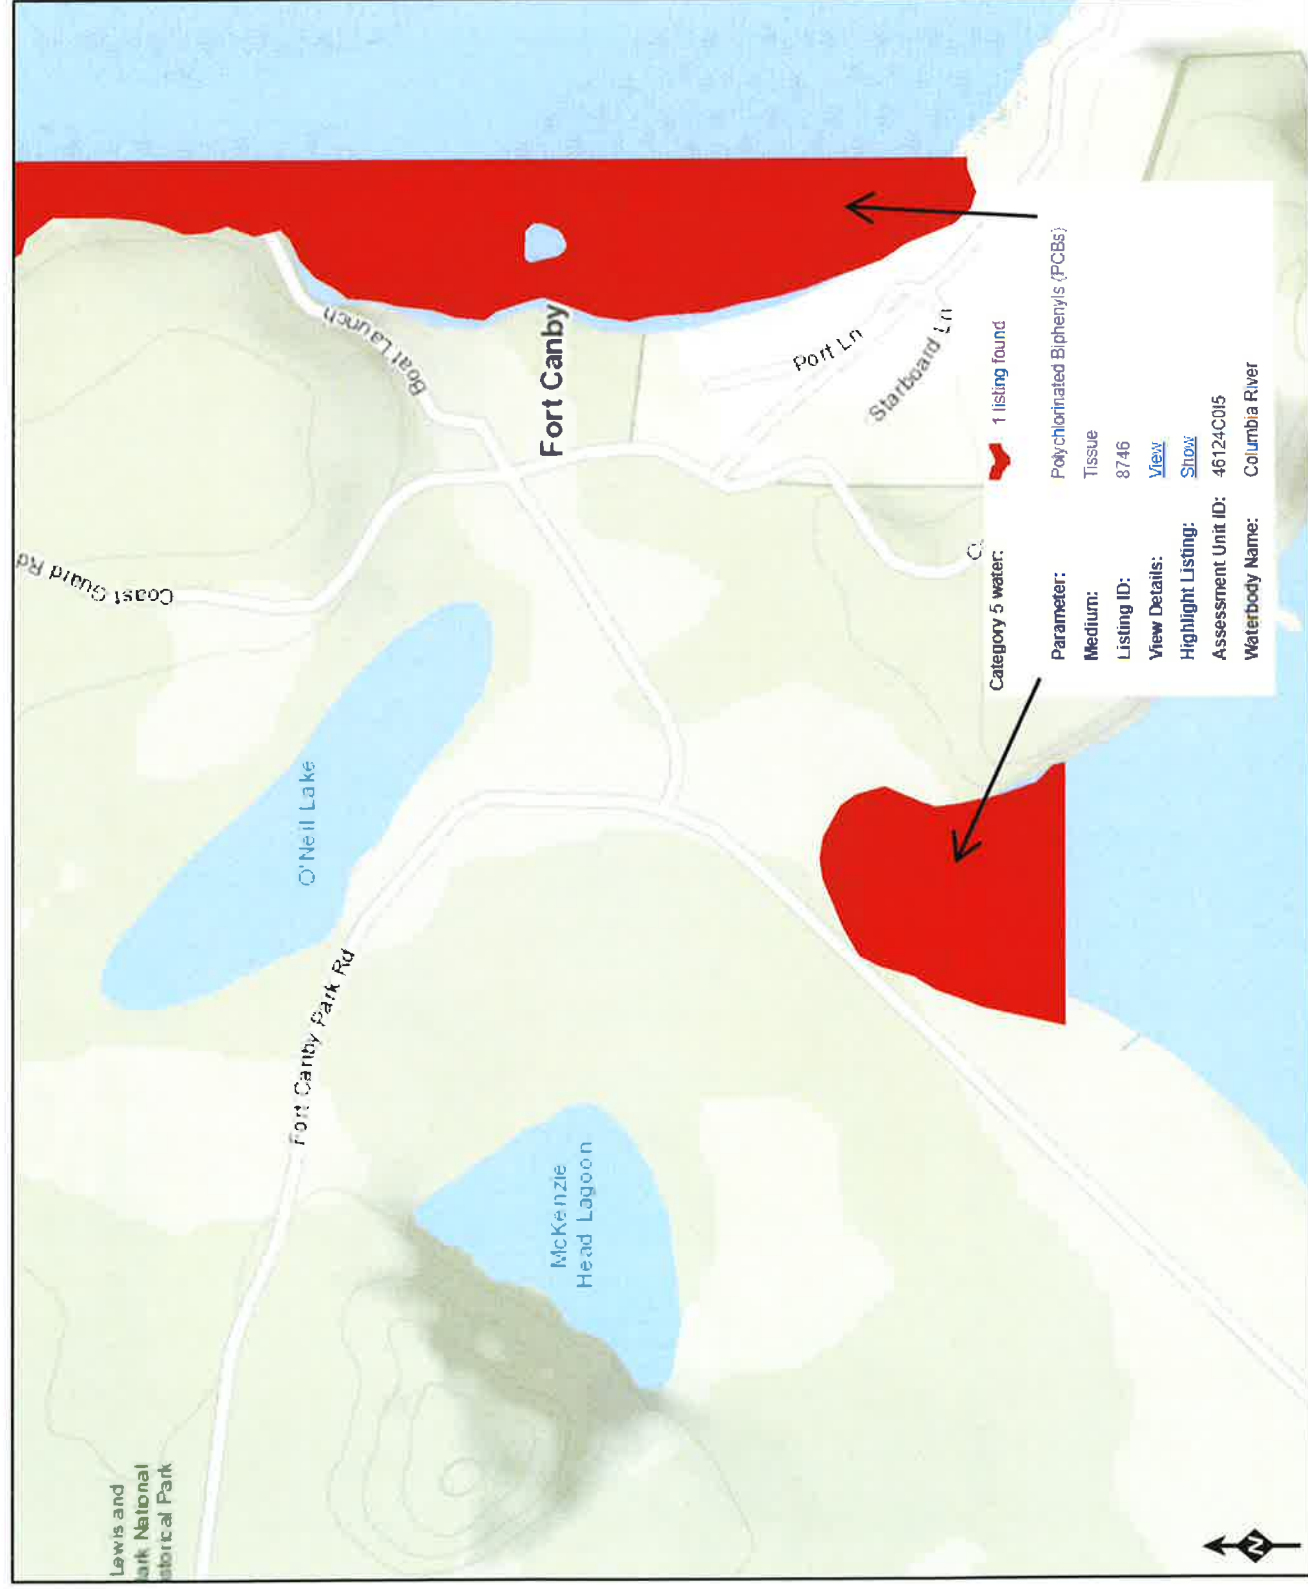 Lewis and
ark National
storical Park
Coast Guard Rd
O'Neil Lake
Fort Canby Park Rd
McKenzie
Head Lagoon
Boat Launch
Fort Canby
Port Ln
Starboard Ln
Category 5 water: 1 listing found
Parameter: Polychlorinated Biphenyls (PCBs)
Medium: Tissue
Listing ID: 8746
View Details: View
Highlight Listing: Show
Assessment Unit ID: 46124C0I5
Waterbody Name: Columbia River
N